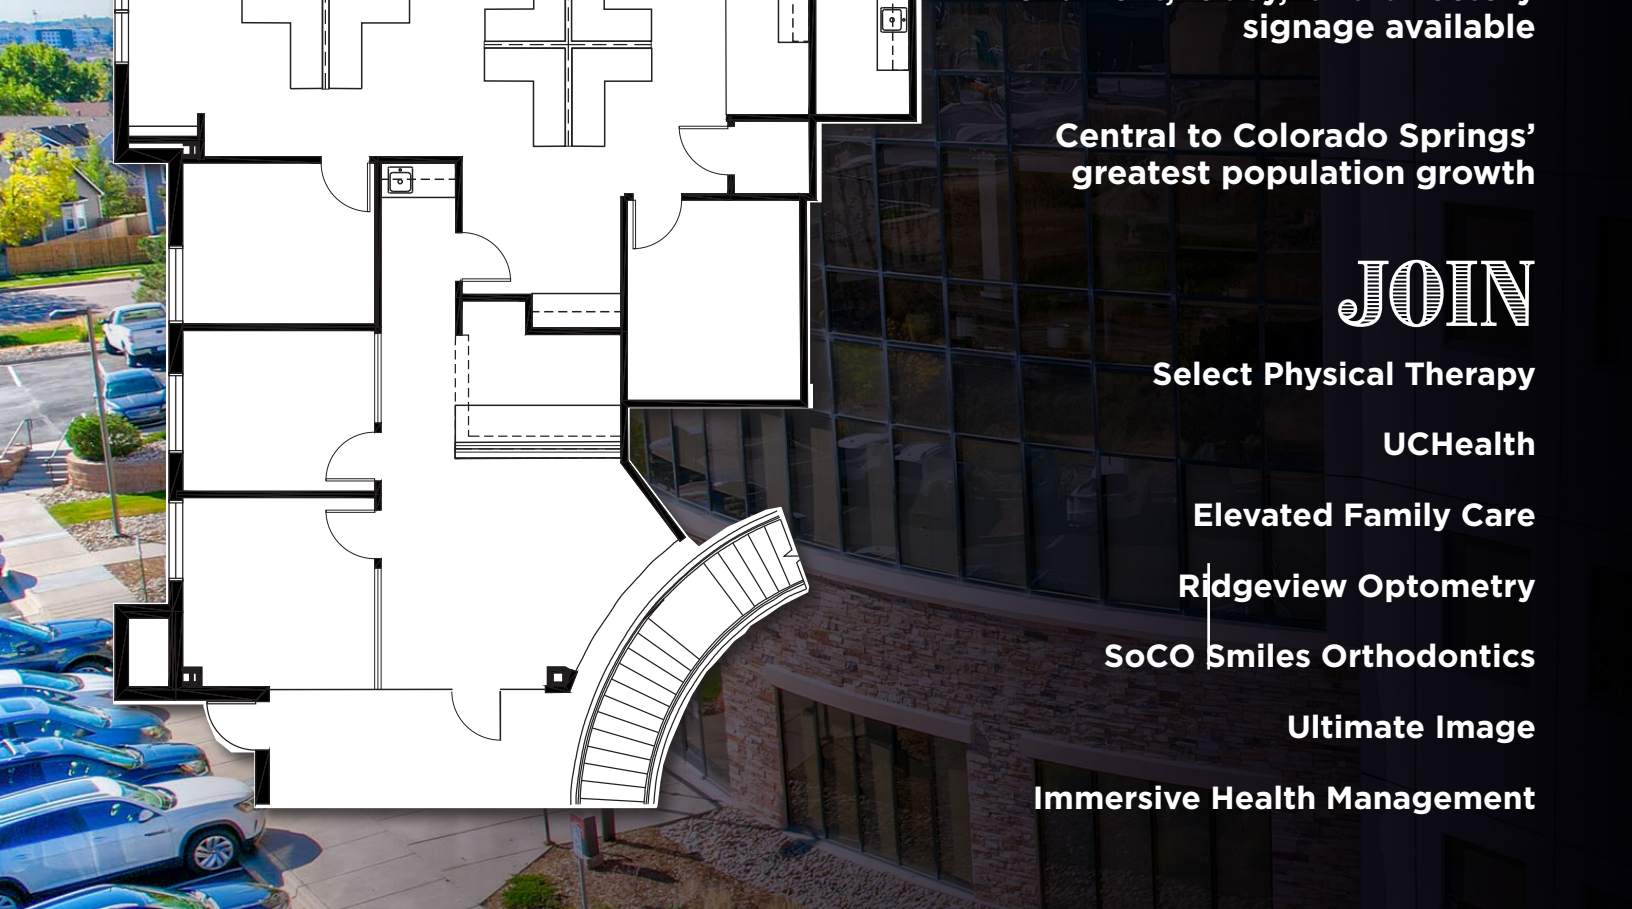 signage available
Central to Colorado Springs’
greatest population growth
JOIN
Select Physical Therapy
UCHealth
Elevated Family Care
Ridgeview Optometry
SoCO Smiles Orthodontics
Ultimate Image
Immersive Health Management